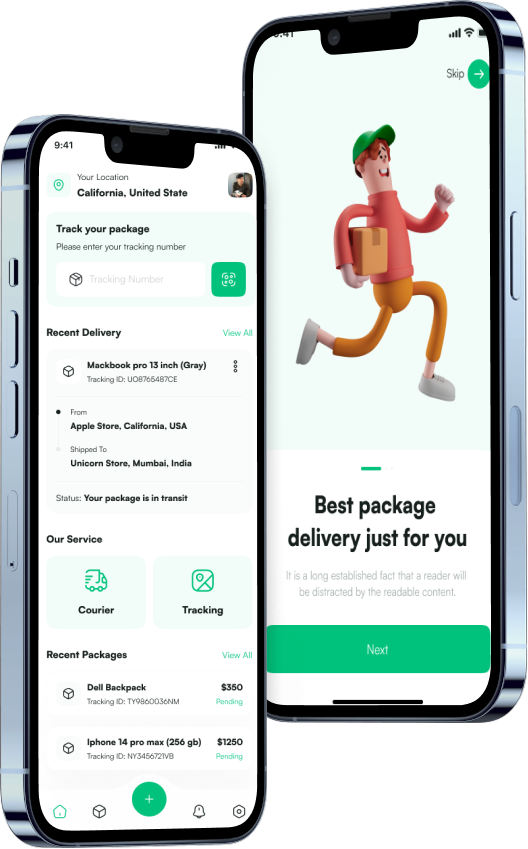 9:41
Your Location
California, United State
Track your package
Please enter your tracking number
Tracking Number
Recent Delivery
View All
Mackbook pro 13 inch (Gray)
Tracking ID: UO8765487CE
From
Apple Store, California, USA
Shipped To
Unicorn Store, Mumbai, India
Status: Your package is in transit
Our Service
Courier
Tracking
Recent Packages
View All
Dell Backpack
$350
Tracking ID: TY9860036NM
Pending
Iphone 14 pro max (256 gb)
$1250
Tracking ID: NY3456721VB
Pending
Skip
Best package
delivery just for you
It is a long established fact that a reader will
be distracted by the readable content.
Next